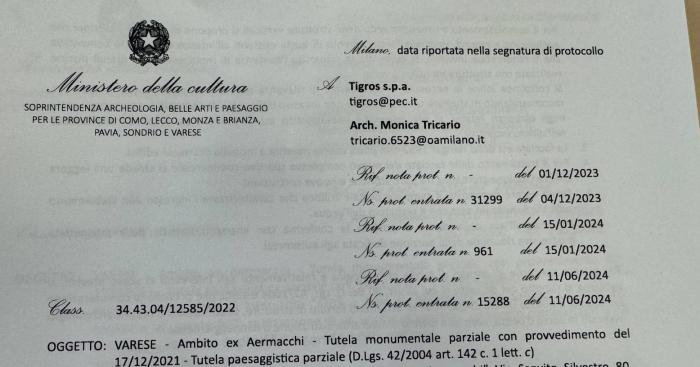 Milano, data riportata nella segnatura di protocollo
Ministero della cultura
SOPRINTENDENZA ARCHEOLOGIA, BELLE ARTI E PAESAGGIO
PER LE PROVINCE DI COMO, LECCO, MONZA E BRIANZA,
PAVIA, SONDRIO E VARESE
A Tigros s.p.a.
tigros@pec.it
Arch. Monica Tricario
tricario.6523@oamilano.it
Rif. nota prot. n. - del 01/12/2023
Ns. prot. entrata n. 31299 del 04/12/2023
Rif. nota prot. n. - del 15/01/2024
Ns. prot entrata n. 961 del 15/01/2024
Rif. nota prot. n. - del 11/06/2024
Ns. prot. entrata n. 15288 del 11/06/2024
Class. 34.43.04/12585/2022
OGGETTO: VARESE - Ambito ex Aermacchi - Tutela monumentale parziale con provvedimento del
17/12/2021 - Tutela paesaggistica parziale (D.Lgs. 42/2004 art. 142 c. 1 lett. c)
Silvestro, 80